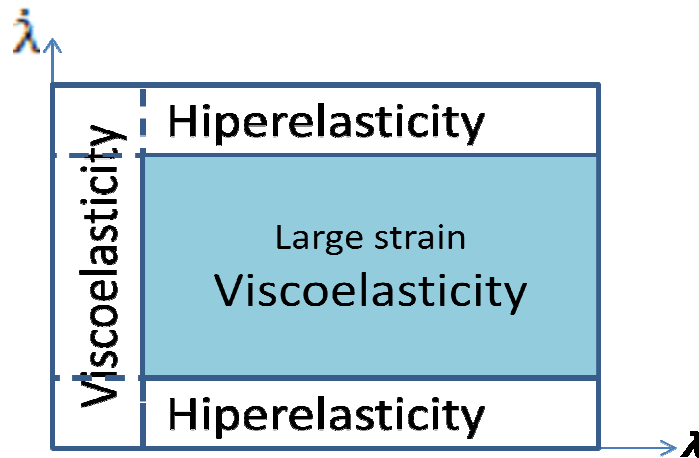 λ̇
Hiperelasticity
Viscoelasticity
Large strain
Viscoelasticity
Hiperelasticity
λ